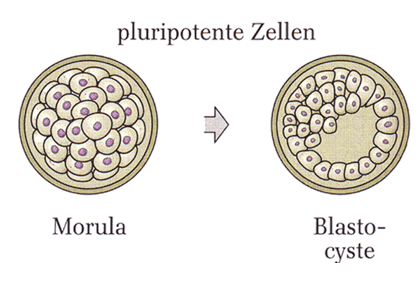 pluripotente Zellen
Morula
Blasto-
cyste